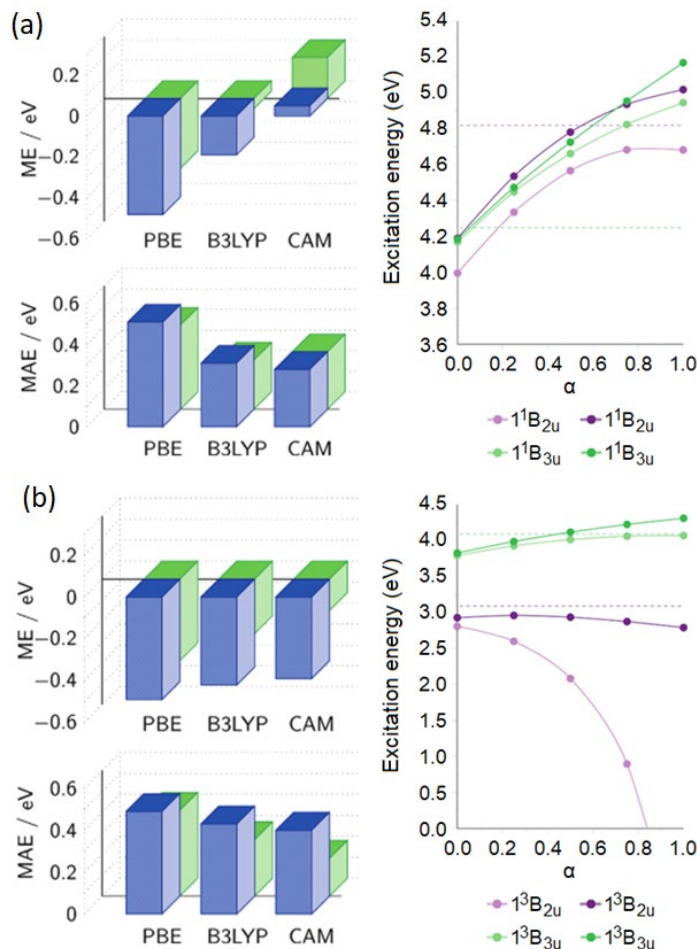 (a)
ME / eV
0.2
0
−0.2
−0.4
−0.6
PBE B3LYP CAM
MAE / eV
0.6
0.4
0.2
0
PBE B3LYP CAM
Excitation energy (eV)
5.4
5.2
5.0
4.8
4.6
4.4
4.2
4.0
3.8
3.6
0.0 0.2 0.4 0.6 0.8 1.0
α
1¹B₂ᵤ 1¹B₂ᵤ
1¹B₃ᵤ 1¹B₃ᵤ
(b)
ME / eV
0.2
0
−0.2
−0.4
−0.6
PBE B3LYP CAM
MAE / eV
0.6
0.4
0.2
0
PBE B3LYP CAM
Excitation energy (eV)
4.5
4.0
3.5
3.0
2.5
2.0
1.5
1.0
0.5
0.0
0.0 0.2 0.4 0.6 0.8 1.0
α
1³B₂ᵤ 1³B₂ᵤ
1³B₃ᵤ 1³B₃ᵤ